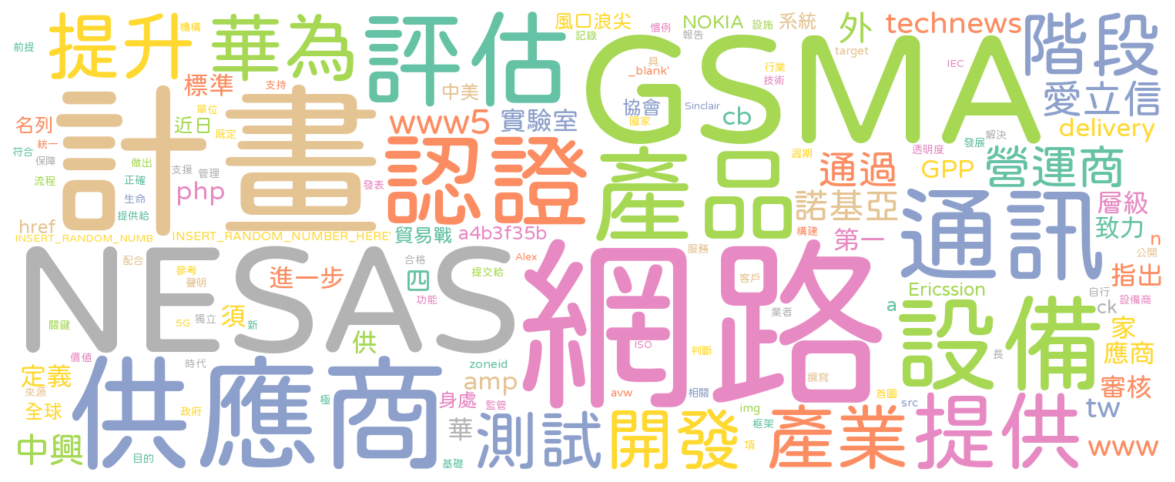 提升
機構
華為
評估
風口浪尖
記錄
慣例
NOKIA
報告
設施
系統
外
technews
target
階段
前提
標準
支持
中美
具
_blank'
行業
技術
IEC
GSMA
愛立信
計畫
單位
名列
近日
既定
www5
實驗室
協會
國家
Sinclair
cb
delivery
統一
符合
保障
做出
支援
管理
認證
產品
週期
通過
透明度
發展
解決
GPP
營運商
流程
正確
生命
php
發表
諾基亞
層級
提供給
href
INSERT_RANDOM_NUMB
INSERT_RANDOM_NUMBER_HERE'
貿易戰
a4b3f35b
構建
第一
通訊
致力
n
公開
NESAS
配合
參考
聲明
進一步
合格
四
功能
提交給
Alex
網路
服務
客戶
業者
Ericssion
指出
自行
設備商
關鍵
5G
獨立
須
新
供
ISO
a
設備
ck
家
應商
價值
時代
zoneid
判斷
長
定義
來源
供應商
amp
撰寫
審核
全球
政府
極
身處
監管
avw
相關
首圖
src
tw
中興
目的
華
基礎
測試
開發
img
框架
項
產業
提供
www